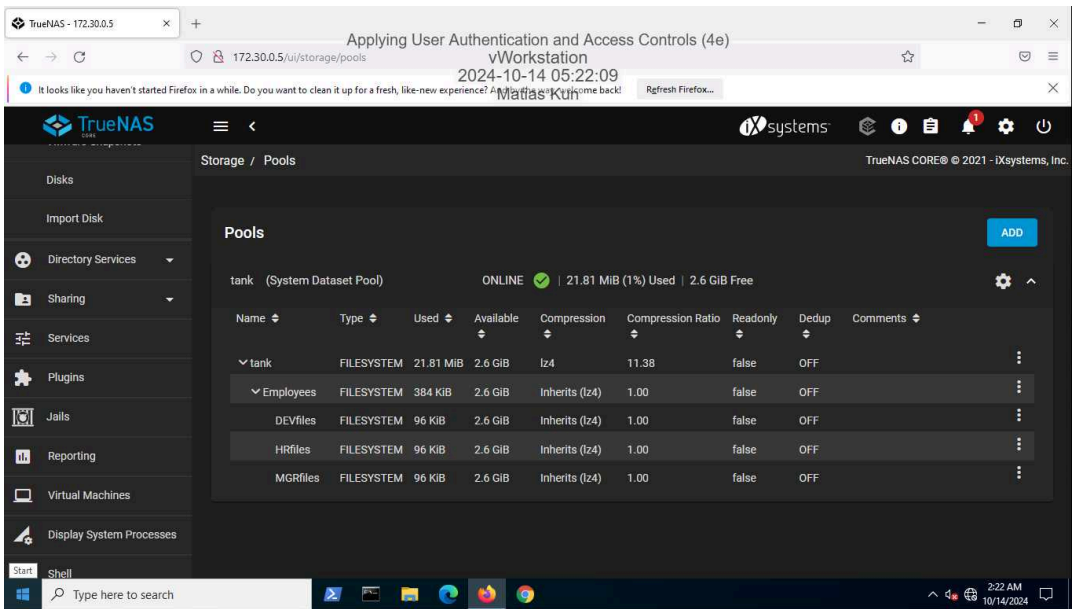 TrueNAS - 172.30.0.5
Applying User Authentication and Access Controls (4e)
vWorkstation
2024-10-14 05:22:09
Matias Kun
172.30.0.5/ui/storage/pools
It looks like you haven't started Firefox in a while. Do you want to clean it up for a fresh, like-new experience?
Refresh Firefox...
TrueNAS
CORE
iX systems
1
Storage / Pools
TrueNAS CORE® © 2021 - iXsystems, Inc.
Disks
Import Disk
Directory Services
Sharing
Services
Plugins
Jails
Reporting
Virtual Machines
Display System Processes
Shell
Pools
ADD
tank (System Dataset Pool) ONLINE | 21.81 MiB (1%) Used | 2.6 GiB Free
Name Type Used Available Compression Compression Ratio Readonly Dedup Comments
tank FILESYSTEM 21.81 MiB 2.6 GiB lz4 11.38 false OFF
Employees FILESYSTEM 384 KiB 2.6 GiB Inherits (lz4) 1.00 false OFF
DEVfiles FILESYSTEM 96 KiB 2.6 GiB Inherits (lz4) 1.00 false OFF
HRfiles FILESYSTEM 96 KiB 2.6 GiB Inherits (lz4) 1.00 false OFF
MGRfiles FILESYSTEM 96 KiB 2.6 GiB Inherits (lz4) 1.00 false OFF
Start
Type here to search
2:22 AM
10/14/2024